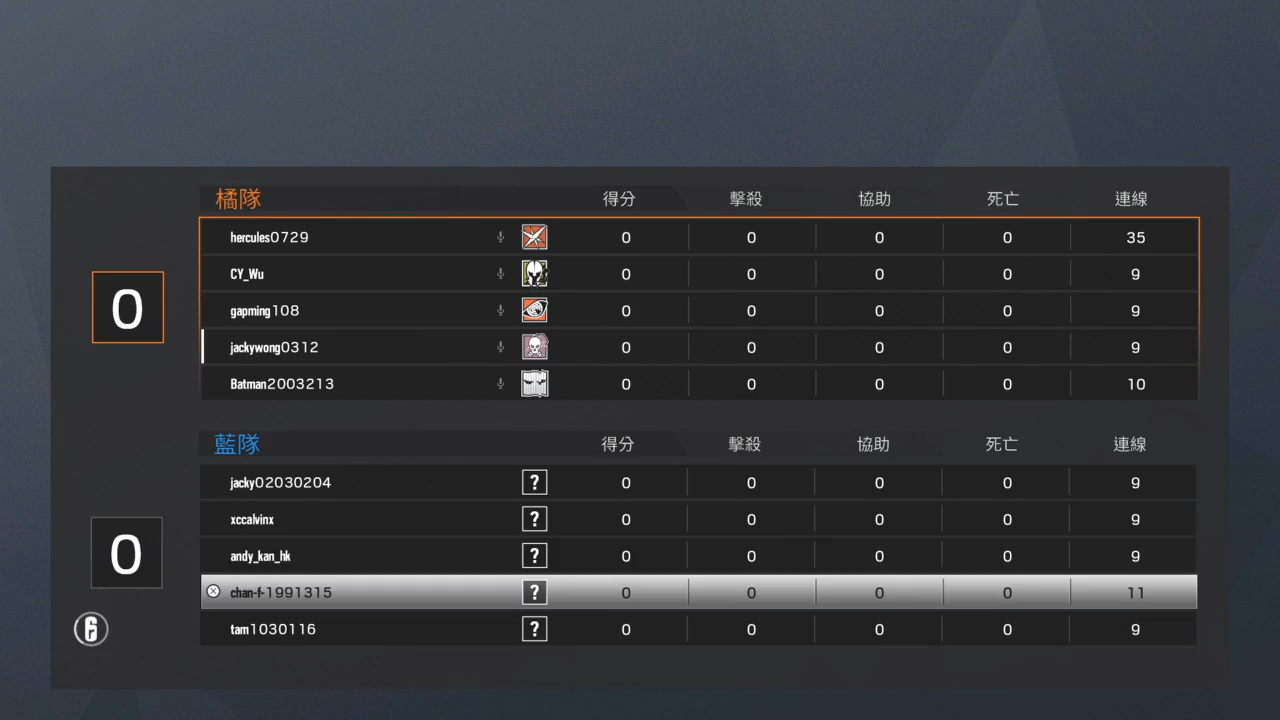 橘隊 得分 擊殺 協助 死亡 連線
hercules0729 0 0 0 0 35
CY_Wu 0 0 0 0 9
gapming108 0 0 0 0 9
jackywong0312 0 0 0 0 9
Batman2003213 0 0 0 0 10
0
藍隊 得分 擊殺 協助 死亡 連線
jacky02030204 ? 0 0 0 0 9
xccalvinx ? 0 0 0 0 9
andy_kan_hk ? 0 0 0 0 9
chan-f-1991315 ? 0 0 0 0 11
tam1030116 ? 0 0 0 0 9
0
6